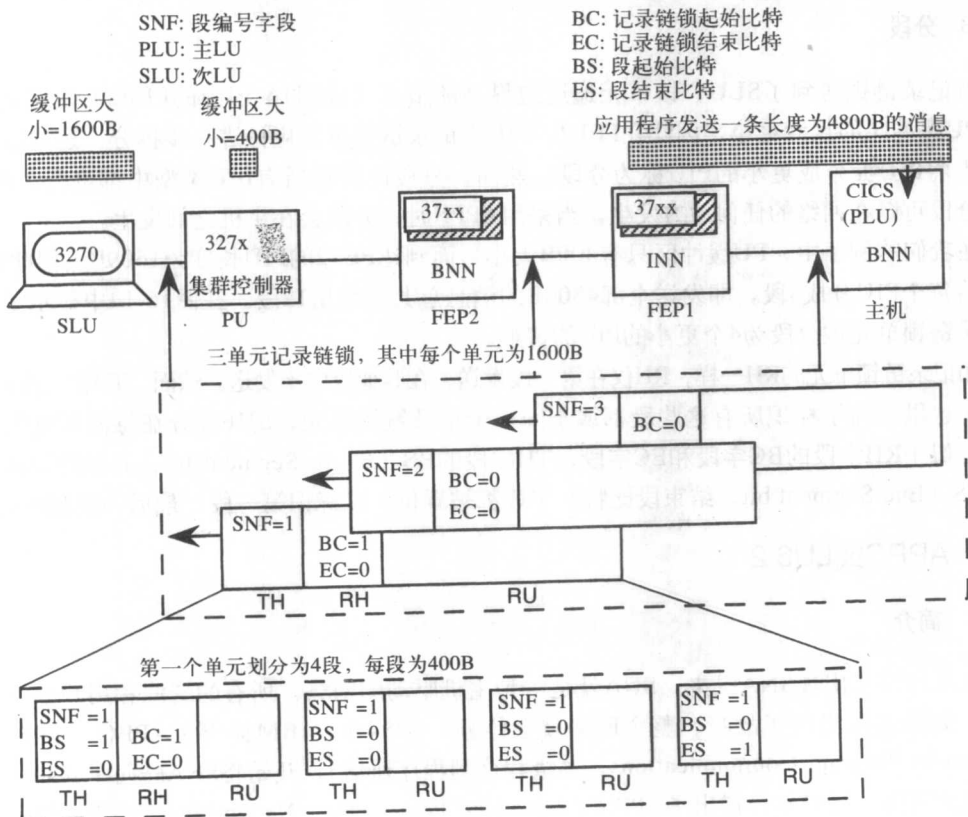 SNF: 段编号字段
PLU: 主LU
SLU: 次LU
BC: 记录链锁起始比特
EC: 记录链锁结束比特
BS: 段起始比特
ES: 段结束比特
缓冲区大
小=1600B
缓冲区大
小=400B
应用程序发送一条长度为4800B的消息
3270
SLU
327x
集群控制器
PU
37xx
BNN
FEP2
37xx
INN
FEP1
CICS
(PLU)
BNN
主机
三单元记录链锁，其中每个单元为1600B
SNF=3
BC=0
SNF=2
BC=0
EC=0
SNF=1
BC=1
EC=0
TH RH RU
第一个单元划分为4段，每段为400B
SNF =1
BS =1
ES =0
BC=1
EC=0
SNF =1
BS =0
ES =0
SNF =1
BS =0
ES =0
SNF =1
BS =0
ES =1
TH RH RU TH RU TH RU TH RU